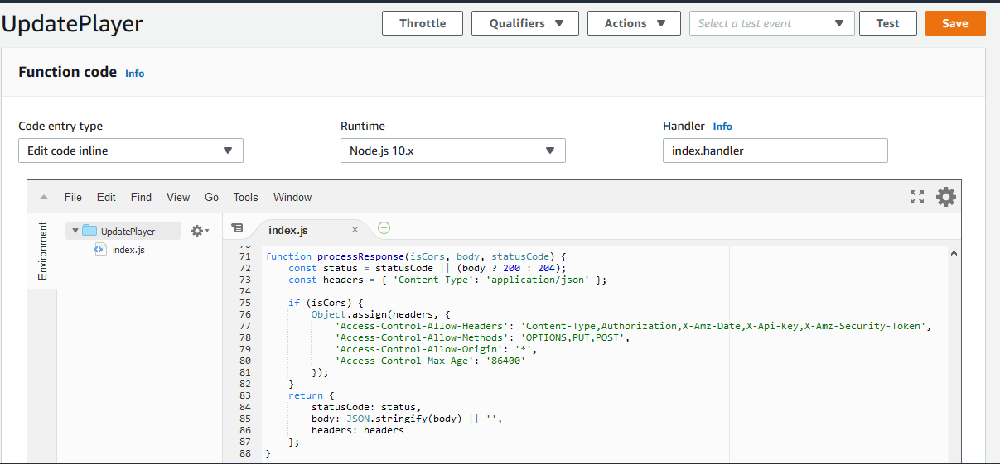 UpdatePlayer
Throttle
Qualifiers
Actions
Select a test event
Test
Save
Function code Info
Code entry type
Edit code inline
Runtime
Node.js 10.x
Handler Info
index.handler
File Edit Find View Go Tools Window
Environment
UpdatePlayer
index.js
index.js
70
71 function processResponse(isCors, body, statusCode) {
72     const status = statusCode || (body ? 200 : 204);
73     const headers = { 'Content-Type': 'application/json' };
74
75     if (isCors) {
76         Object.assign(headers, {
77             'Access-Control-Allow-Headers': 'Content-Type,Authorization,X-Amz-Date,X-Api-Key,X-Amz-Security-Token',
78             'Access-Control-Allow-Methods': 'OPTIONS,PUT,POST',
79             'Access-Control-Allow-Origin': '*',
80             'Access-Control-Max-Age': '86400'
81         });
82     }
83     return {
84         statusCode: status,
85         body: JSON.stringify(body) || '',
86         headers: headers
87     };
88 }